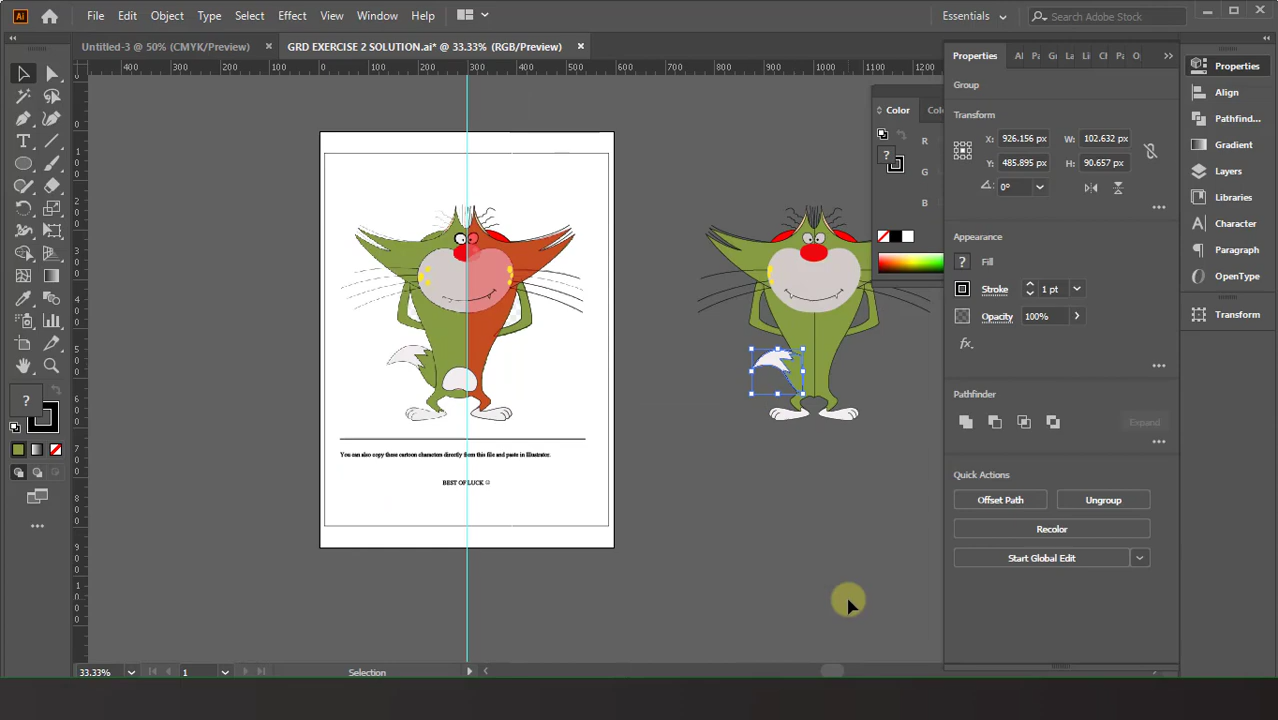 Ai File Edit Object Type Select Effect View Window Help Essentials Search Adobe Stock
Untitled-3 @ 50% (CMYK/Preview) × GRD EXERCISE 2 SOLUTION.ai* @ 33.33% (RGB/Preview) ×
400 300 200 100 0 100 200 300 400 500 600 700 800 900 1000 1100 1200
Properties
Color
R
G
B
?
Group
Transform
X: 926.156 px W: 102.632 px
Y: 485.895 px H: 90.657 px
0°
Appearance
? Fill
Stroke 1 pt
Opacity 100%
fx.
Pathfinder
Expand
Quick Actions
Offset Path Ungroup
Recolor
Start Global Edit
Properties
Align
Pathfind...
Gradient
Layers
Libraries
Character
Paragraph
OpenType
Transform
?
You can also copy these cartoon characters directly from this file and paste in Illustrator.
BEST OF LUCK ☺
33.33% 1 Selection